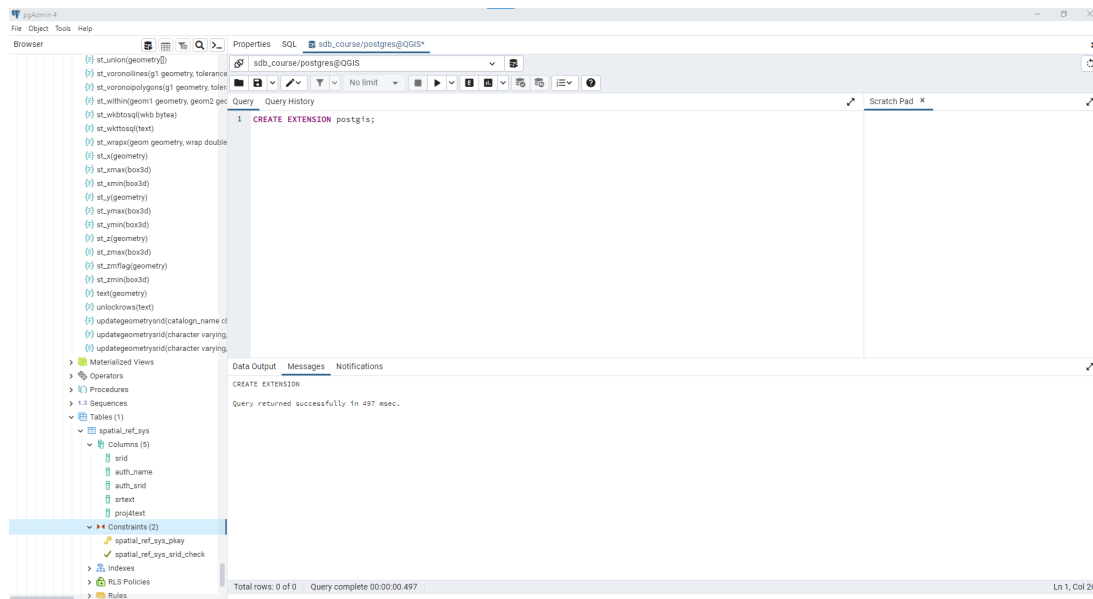 pgAdmin 4
File Object Tools Help
Browser
Properties SQL sdb_course/postgres@QGIS*
sdb_course/postgres@QGIS
No limit
Query Query History
Scratch Pad
1 CREATE EXTENSION postgis;
st_union(geometry[])
st_voronoilines(g1 geometry, tolerance
st_voronoipolygons(g1 geometry, toler
st_within(geom1 geometry, geom2 geo
st_wkbtosql(wkb bytea)
st_wkttosql(text)
st_wrapx(geom geometry, wrap double
st_x(geometry)
st_xmax(box3d)
st_xmin(box3d)
st_y(geometry)
st_ymax(box3d)
st_ymin(box3d)
st_z(geometry)
st_zmax(box3d)
st_zmflag(geometry)
st_zmin(box3d)
text(geometry)
unlockrows(text)
updategeometrysrid(catalogn_name ch
updategeometrysrid(character varying,
updategeometrysrid(character varying,
Materialized Views
Operators
Procedures
1..3 Sequences
Tables (1)
spatial_ref_sys
Columns (5)
srid
auth_name
auth_srid
srtext
proj4text
Constraints (2)
spatial_ref_sys_pkey
spatial_ref_sys_srid_check
Indexes
RLS Policies
Rules
Data Output Messages Notifications
CREATE EXTENSION
Query returned successfully in 497 msec.
Total rows: 0 of 0 Query complete 00:00:00.497
Ln 1, Col 26